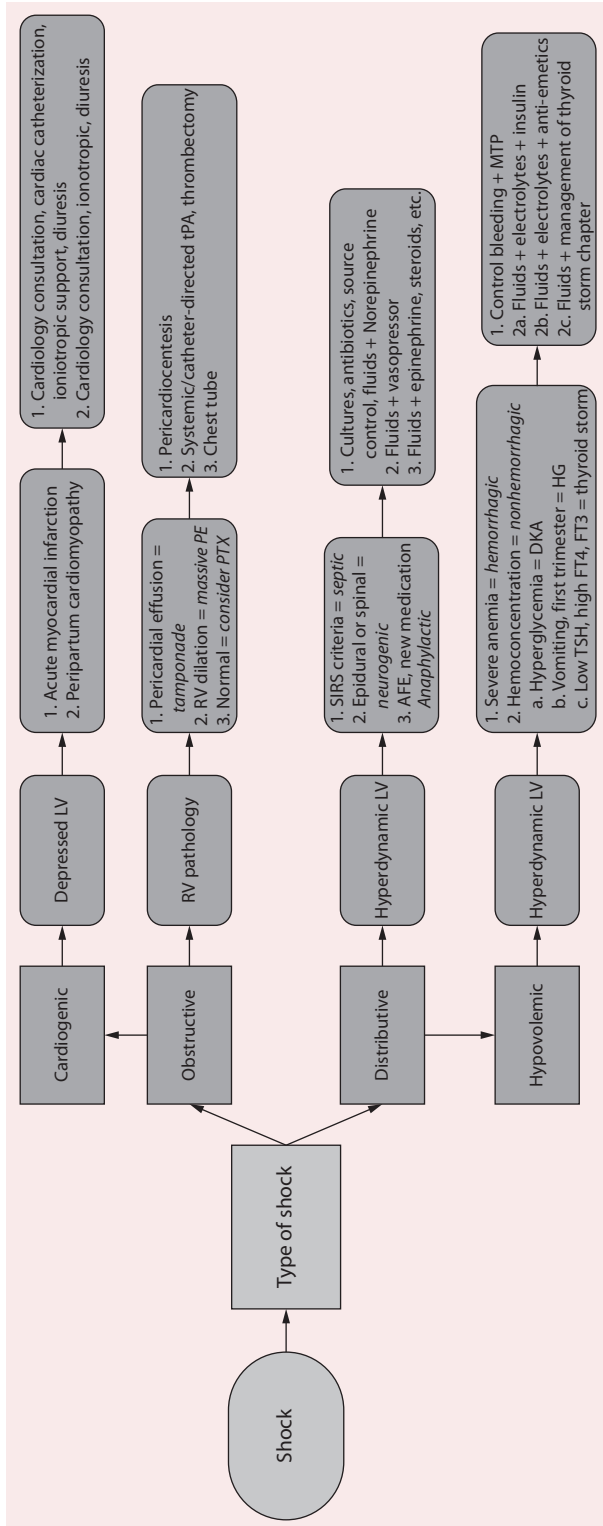 Shock
Type of shock
Cardiogenic
Depressed LV
1. Acute myocardial infarction
2. Peripartum cardiomyopathy
1. Cardiology consultation, cardiac catheterization,
ioniotropic support, diuresis
2. Cardiology consultation, ionotropic, diuresis
Obstructive
RV pathology
1. Pericardial effusion =
tamponade
2. RV dilation = massive PE
3. Normal = consider PTX
1. Pericardiocentesis
2. Systemic/catheter-directed tPA, thrombectomy
3. Chest tube
Distributive
Hyperdynamic LV
1. SIRS criteria = septic
2. Epidural or spinal =
neurogenic
3. AFE, new medication
Anaphylactic
1. Cultures, antibiotics, source
control, fluids + Norepinephrine
2. Fluids + vasopressor
3. Fluids + epinephrine, steroids, etc.
Hypovolemic
Hyperdynamic LV
1. Severe anemia = hemorrhagic
2. Hemoconcentration = nonhemorrhagic
a. Hyperglycemia = DKA
b. Vomiting, first trimester = HG
c. Low TSH, high FT4, FT3 = thyroid storm
1. Control bleeding + MTP
2a. Fluids + electrolytes + insulin
2b. Fluids + electrolytes + anti-emetics
2c. Fluids + management of thyroid
storm chapter